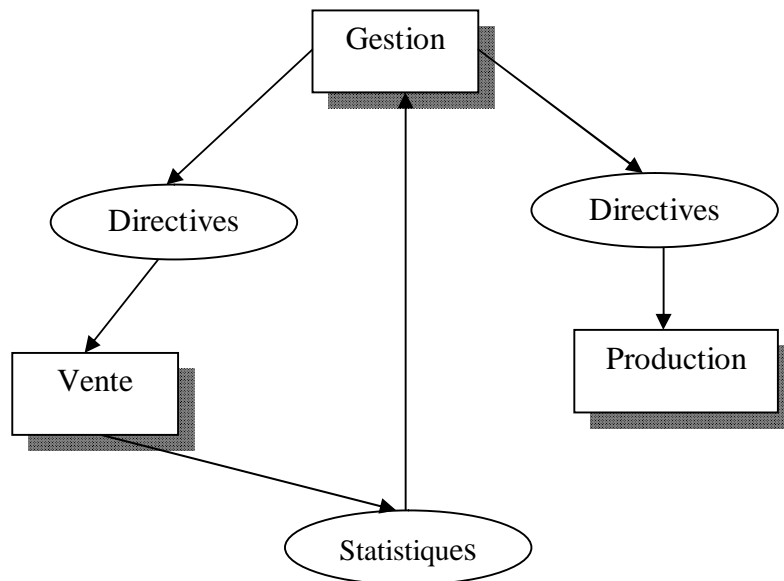 Gestion
Directives
Directives
Vente
Production
Statistiques